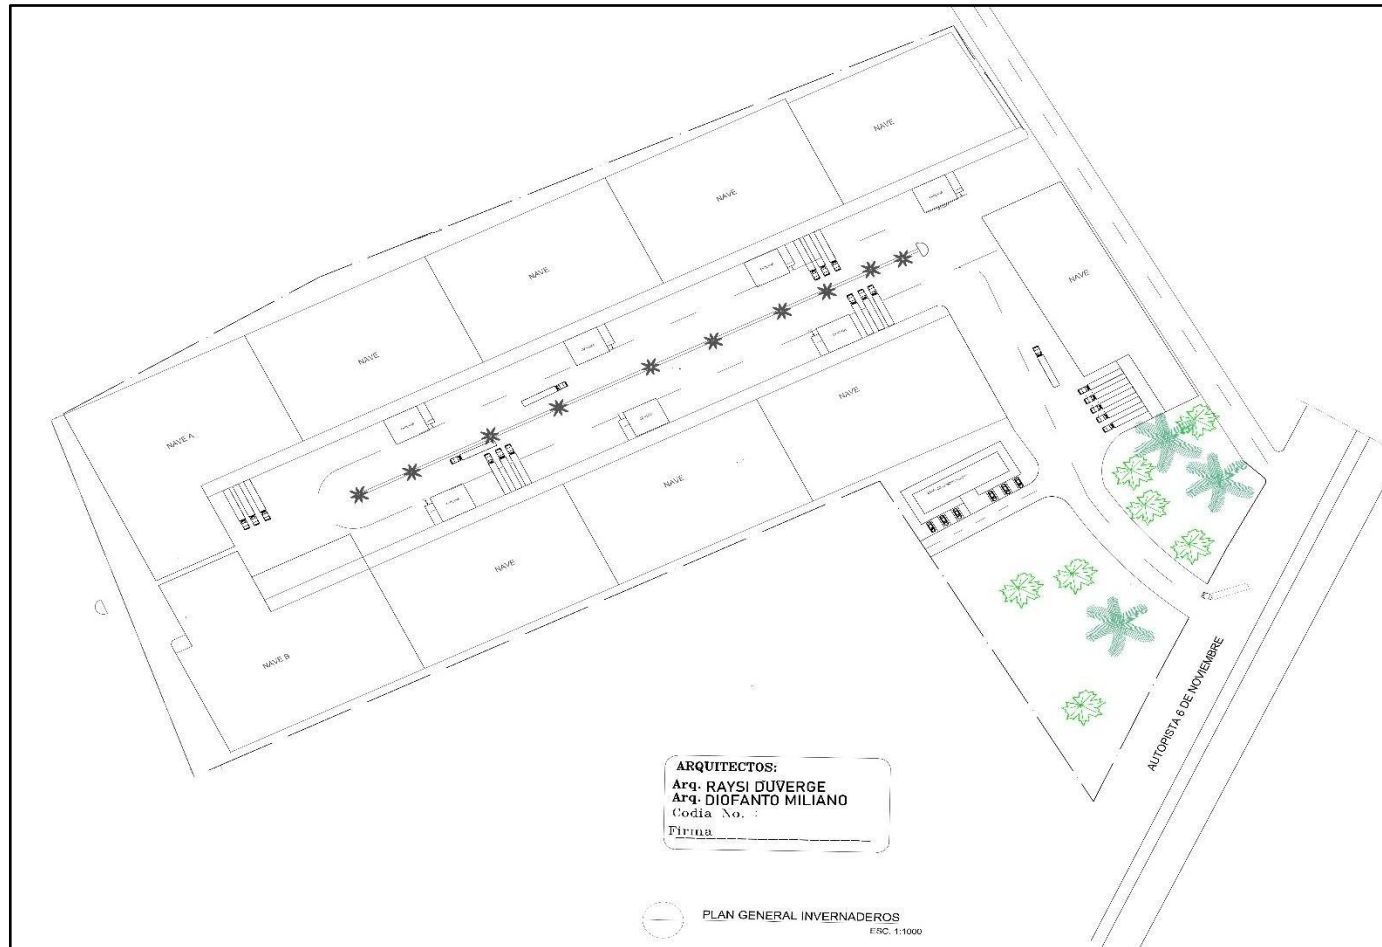 NAVE
NAVE
NAVE
NAVE
NAVE
NAVE A
NAVE
NAVE
NAVE
NAVE B
AUTOPISTA 6 DE NOVIEMBRE
ARQUITECTOS:
Arq. RAYSI DUVERGE
Arq. DIOFANTO MILIANO
Codia No. :
Firma
PLAN GENERAL INVERNADEROS
ESC. 1:1000